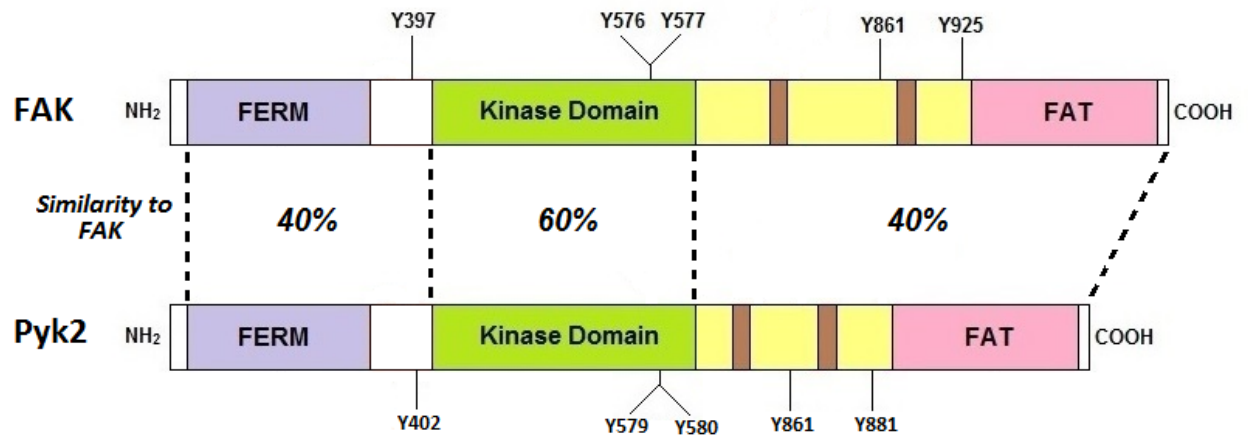 Y397 Y576 Y577 Y861 Y925
FAK NH2 FERM Kinase Domain FAT COOH
Similarity to
FAK
40% 60% 40%
Pyk2 NH2 FERM Kinase Domain FAT COOH
Y402 Y579 Y580 Y861 Y881